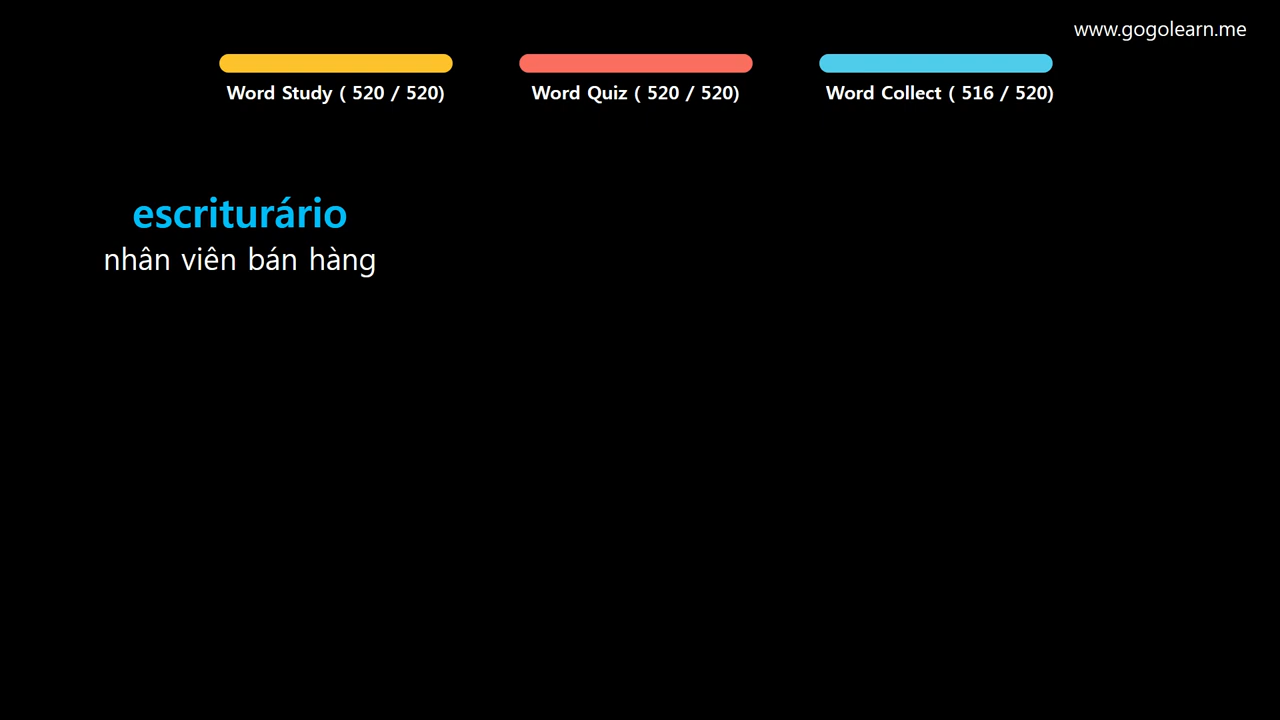 www.gogolearn.me
Word Study ( 520 / 520)
Word Quiz ( 520 / 520)
Word Collect ( 516 / 520)
escriturário
nhân viên bán hàng